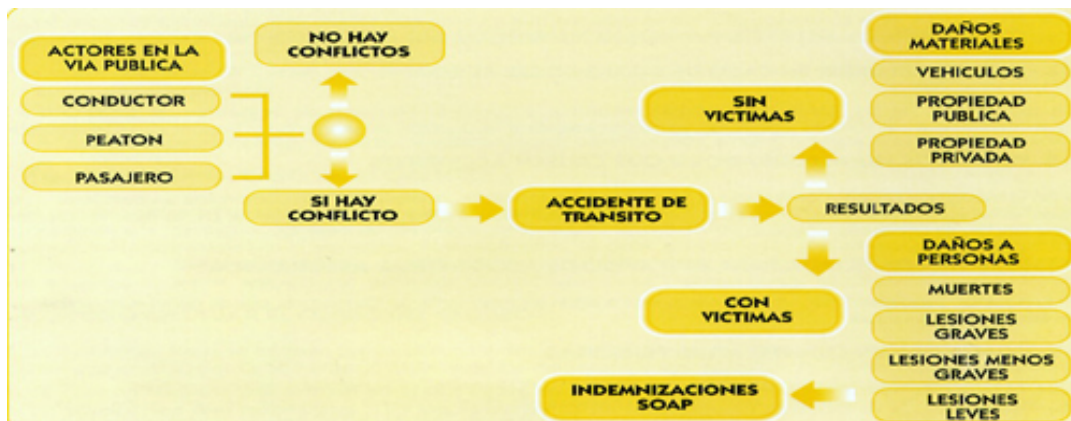 ACTORES EN LA
VIA PUBLICA
CONDUCTOR
PEATON
PASAJERO
NO HAY
CONFLICTOS
SI HAY
CONFLICTO
ACCIDENTE DE
TRANSITO
RESULTADOS
SIN
VICTIMAS
DAÑOS
MATERIALES
VEHICULOS
PROPIEDAD
PUBLICA
PROPIEDAD
PRIVADA
CON
VICTIMAS
DAÑOS A
PERSONAS
MUERTES
LESIONES
GRAVES
LESIONES MENOS
GRAVES
LESIONES
LEVES
INDEMNIZACIONES
SOAP